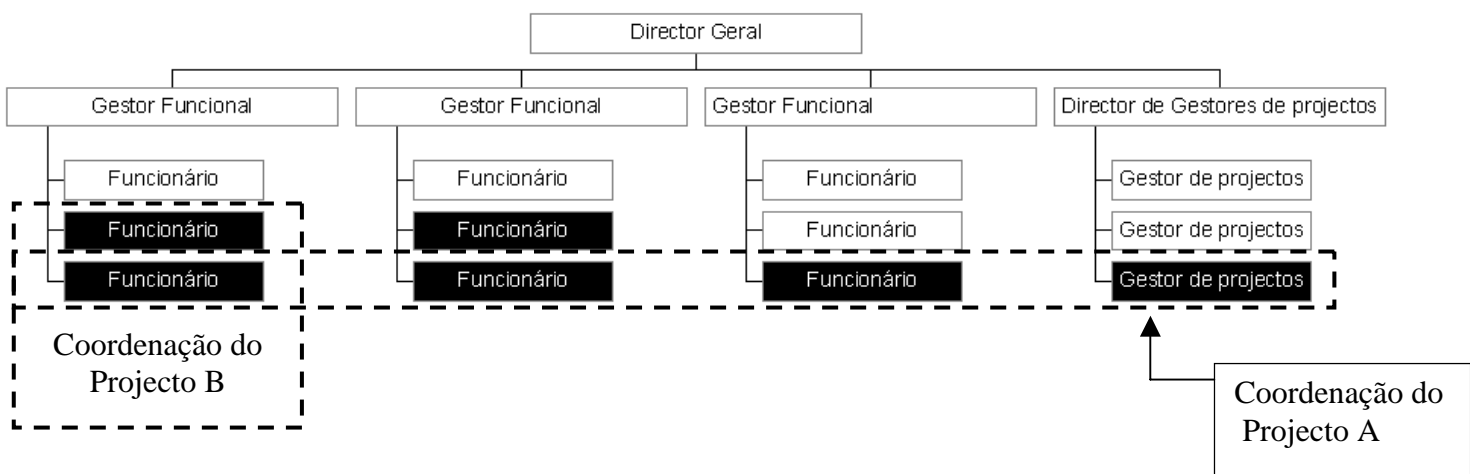 Director Geral
Gestor Funcional
Gestor Funcional
Gestor Funcional
Director de Gestores de projectos
Funcionário
Funcionário
Funcionário
Gestor de projectos
Funcionário
Funcionário
Funcionário
Gestor de projectos
Funcionário
Funcionário
Funcionário
Gestor de projectos
Coordenação do
Projecto B
Coordenação do
Projecto A